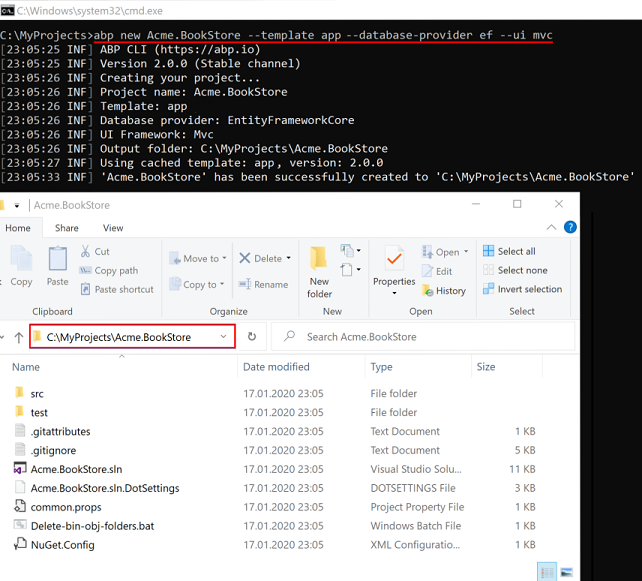 C:\Windows\system32\cmd.exe
C:\MyProjects>abp new Acme.BookStore --template app --database-provider ef --ui mvc
[23:05:25 INF] ABP CLI (https://abp.io)
[23:05:25 INF] Version 2.0.0 (Stable channel)
[23:05:26 INF] Creating your project...
[23:05:26 INF] Project name: Acme.BookStore
[23:05:26 INF] Template: app
[23:05:26 INF] Database provider: EntityFrameworkCore
[23:05:26 INF] UI Framework: Mvc
[23:05:26 INF] Output folder: C:\MyProjects\Acme.BookStore
[23:05:27 INF] Using cached template: app, version: 2.0.0
[23:05:33 INF] 'Acme.BookStore' has been successfully created to 'C:\MyProjects\Acme.BookStore'
Acme.BookStore
Home Share View
Copy
Paste
Cut
Copy path
Paste shortcut
Clipboard
Move to
Copy to
Delete
Rename
Organize
New
folder
New
Properties
Open
Edit
History
Open
Select all
Select none
Invert selection
Select
C:\MyProjects\Acme.BookStore
Search Acme.BookStore
Name Date modified Type Size
src 17.01.2020 23:05 File folder
test 17.01.2020 23:05 File folder
.gitattributes 17.01.2020 23:05 Text Document 1 KB
.gitignore 17.01.2020 23:05 Text Document 5 KB
Acme.BookStore.sln 17.01.2020 23:05 Visual Studio Solu... 11 KB
Acme.BookStore.sln.DotSettings 17.01.2020 23:05 DOTSETTINGS File 3 KB
common.props 17.01.2020 23:05 Project Property File 1 KB
Delete-bin-obj-folders.bat 17.01.2020 23:05 Windows Batch File 1 KB
NuGet.Config 17.01.2020 23:05 XML Configuratio... 1 KB